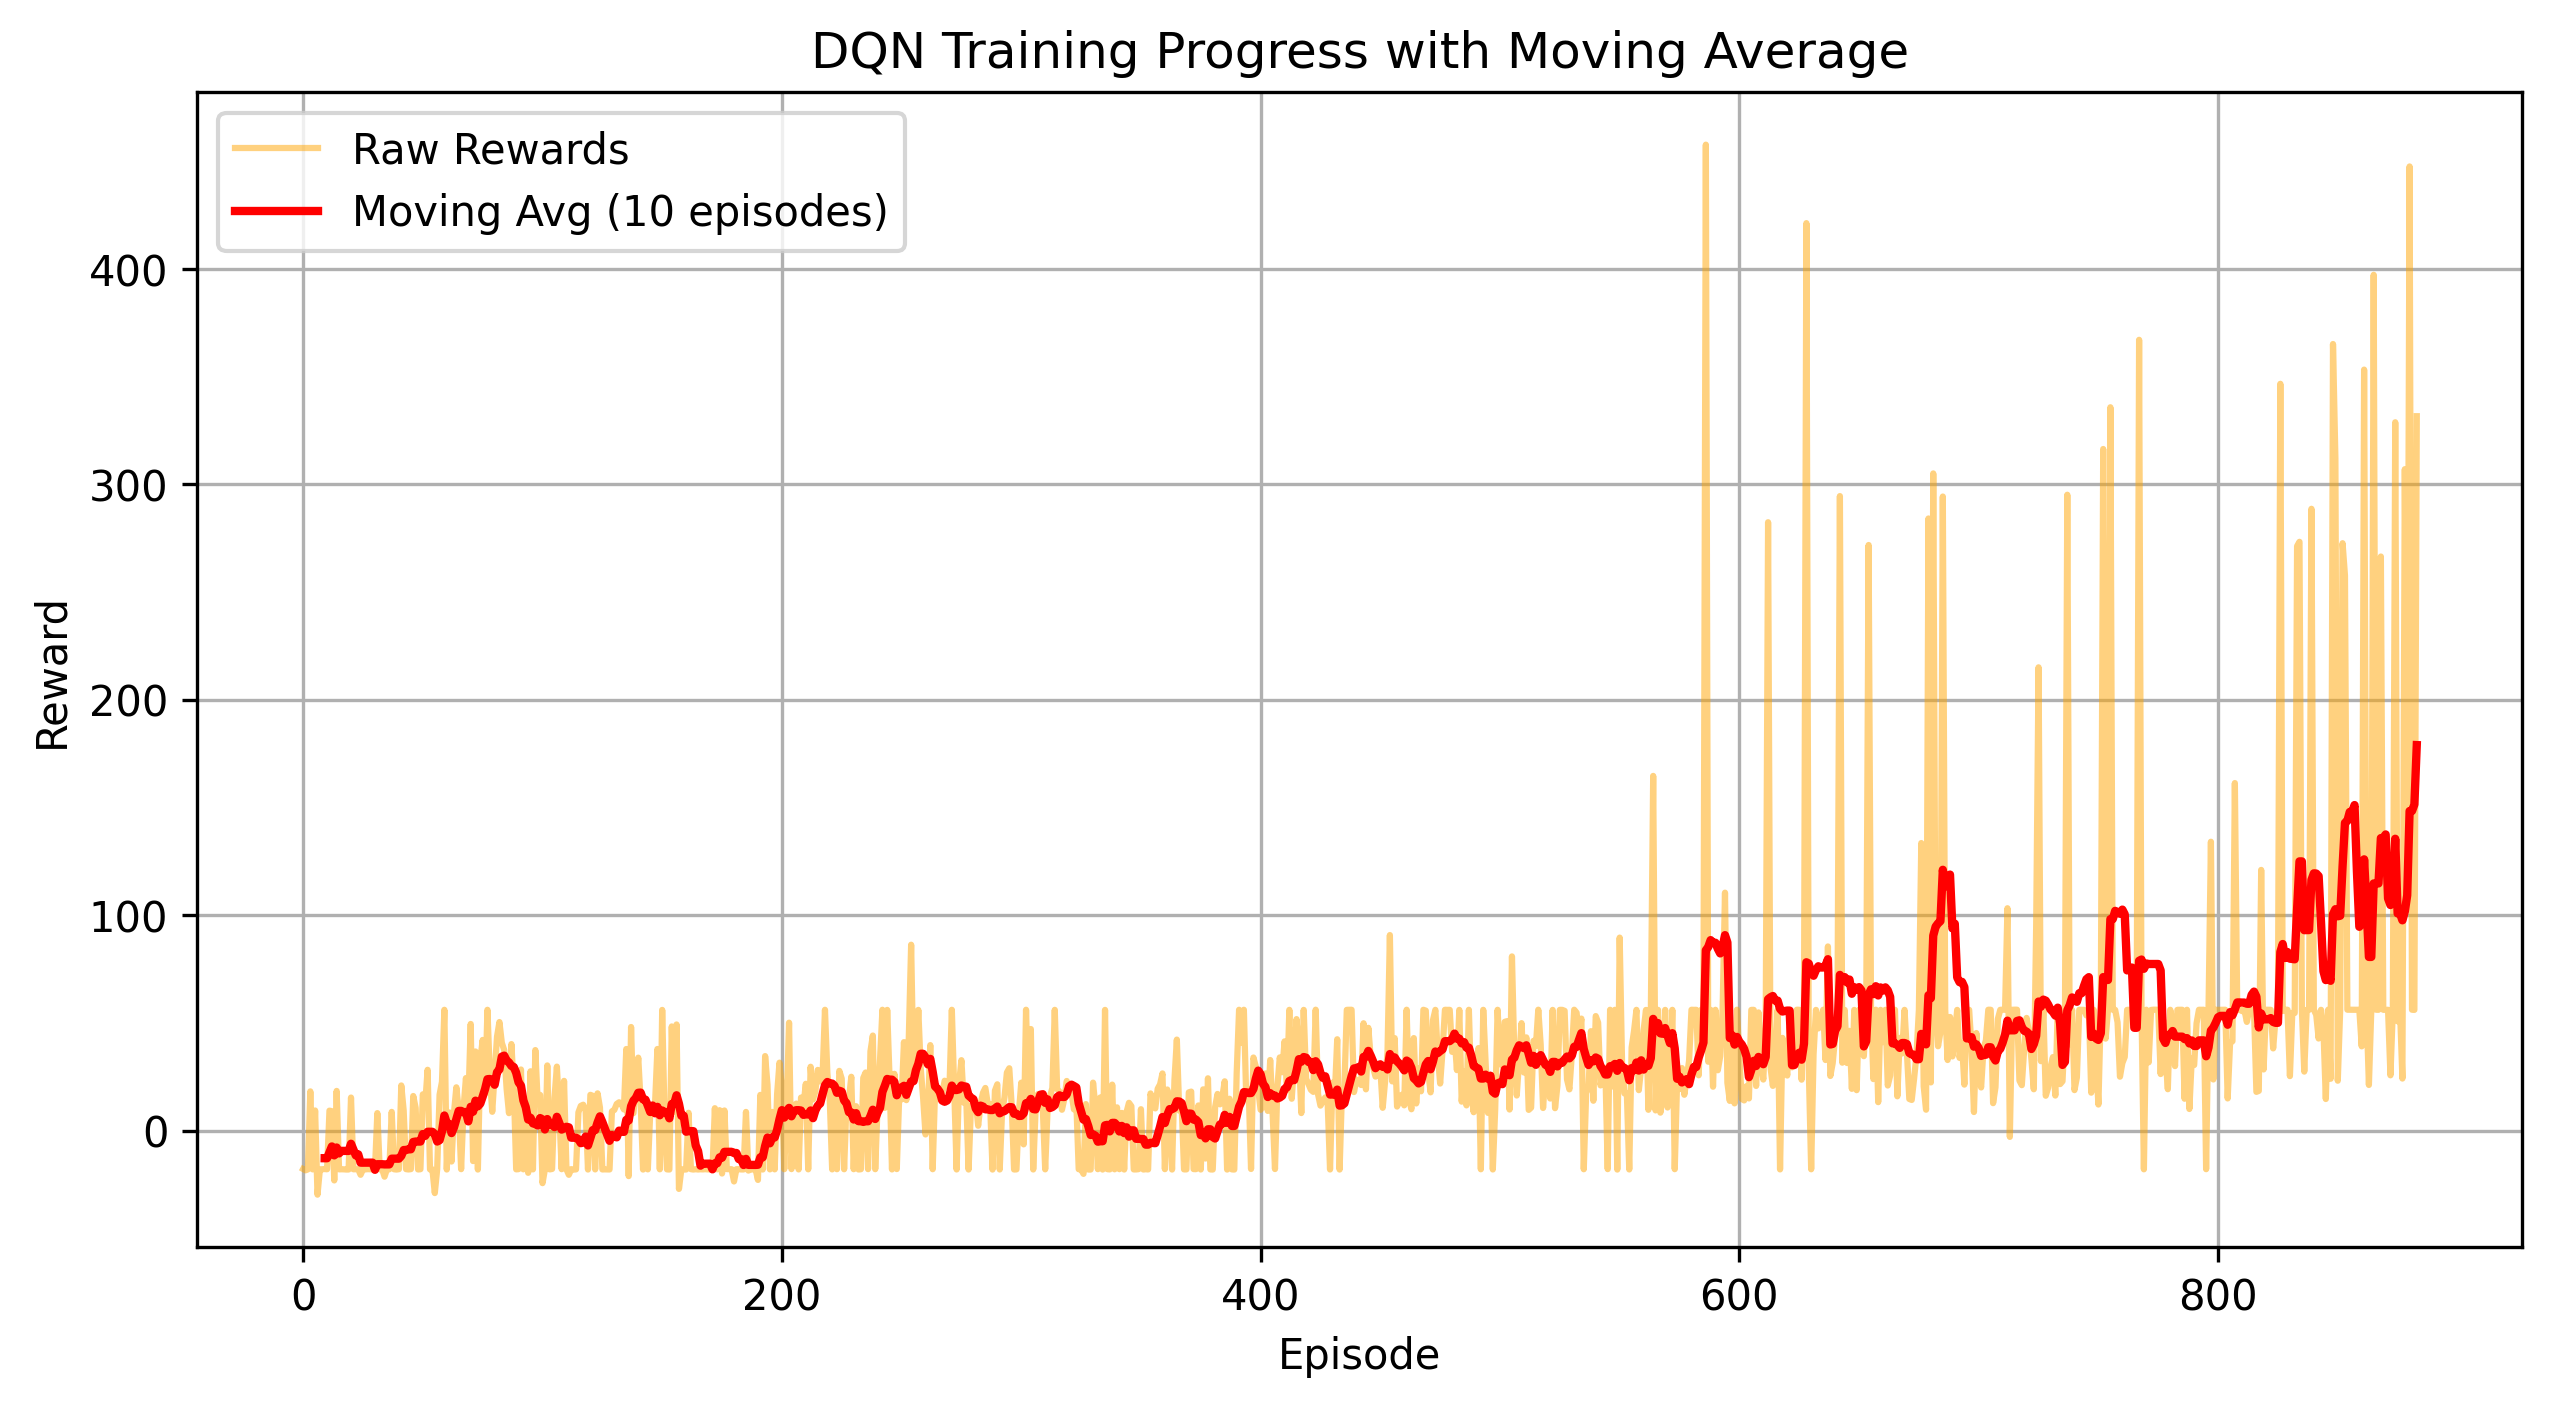 DQN Training Progress with Moving Average
Raw Rewards
Moving Avg (10 episodes)
Reward
400
300
200
100
0
0 200 400 600 800
Episode